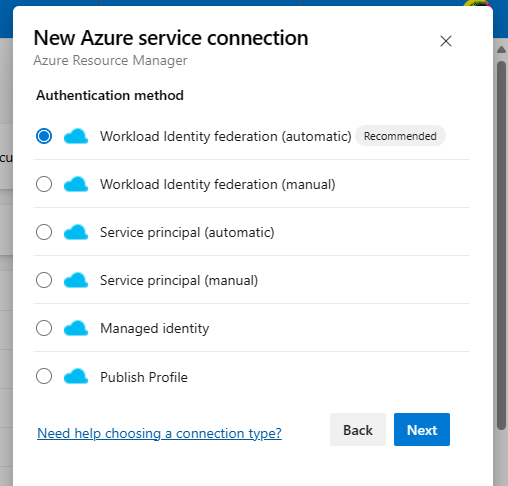 New Azure service connection
Azure Resource Manager
Authentication method
Workload Identity federation (automatic) Recommended
Workload Identity federation (manual)
Service principal (automatic)
Service principal (manual)
Managed identity
Publish Profile
Need help choosing a connection type?
Back
Next
cu